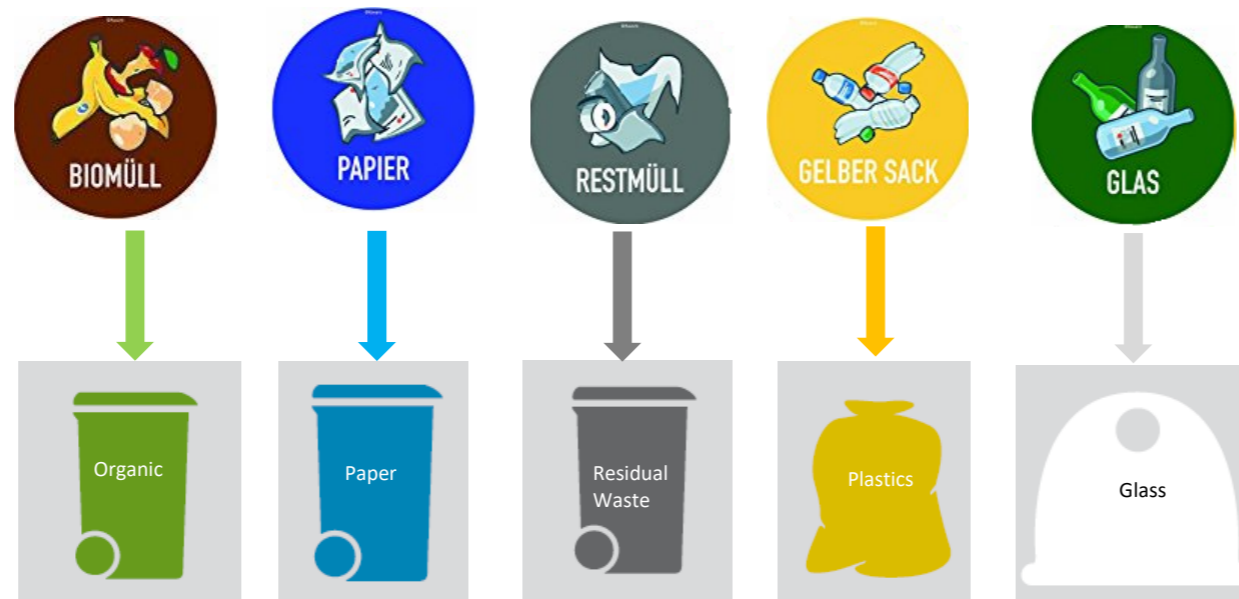 BIOMÜLL
PAPIER
RESTMÜLL
GELBER SACK
GLAS
Organic
Paper
Residual
Waste
Plastics
Glass